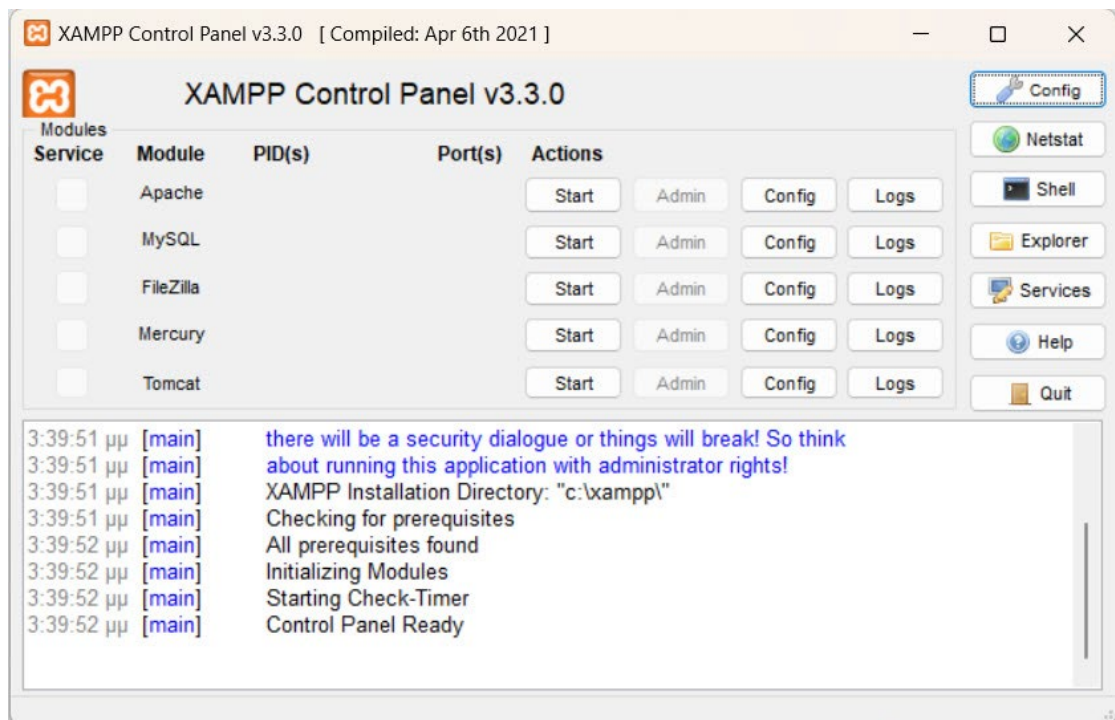 XAMPP Control Panel v3.3.0 [ Compiled: Apr 6th 2021 ]
XAMPP Control Panel v3.3.0
Config
Modules
Service Module PID(s) Port(s) Actions
Netstat
Apache Start Admin Config Logs
Shell
MySQL Start Admin Config Logs
Explorer
FileZilla Start Admin Config Logs
Services
Mercury Start Admin Config Logs
Help
Tomcat Start Admin Config Logs
Quit
3:39:51 μμ [main] there will be a security dialogue or things will break! So think
3:39:51 μμ [main] about running this application with administrator rights!
3:39:51 μμ [main] XAMPP Installation Directory: "c:\xampp\"
3:39:51 μμ [main] Checking for prerequisites
3:39:52 μμ [main] All prerequisites found
3:39:52 μμ [main] Initializing Modules
3:39:52 μμ [main] Starting Check-Timer
3:39:52 μμ [main] Control Panel Ready